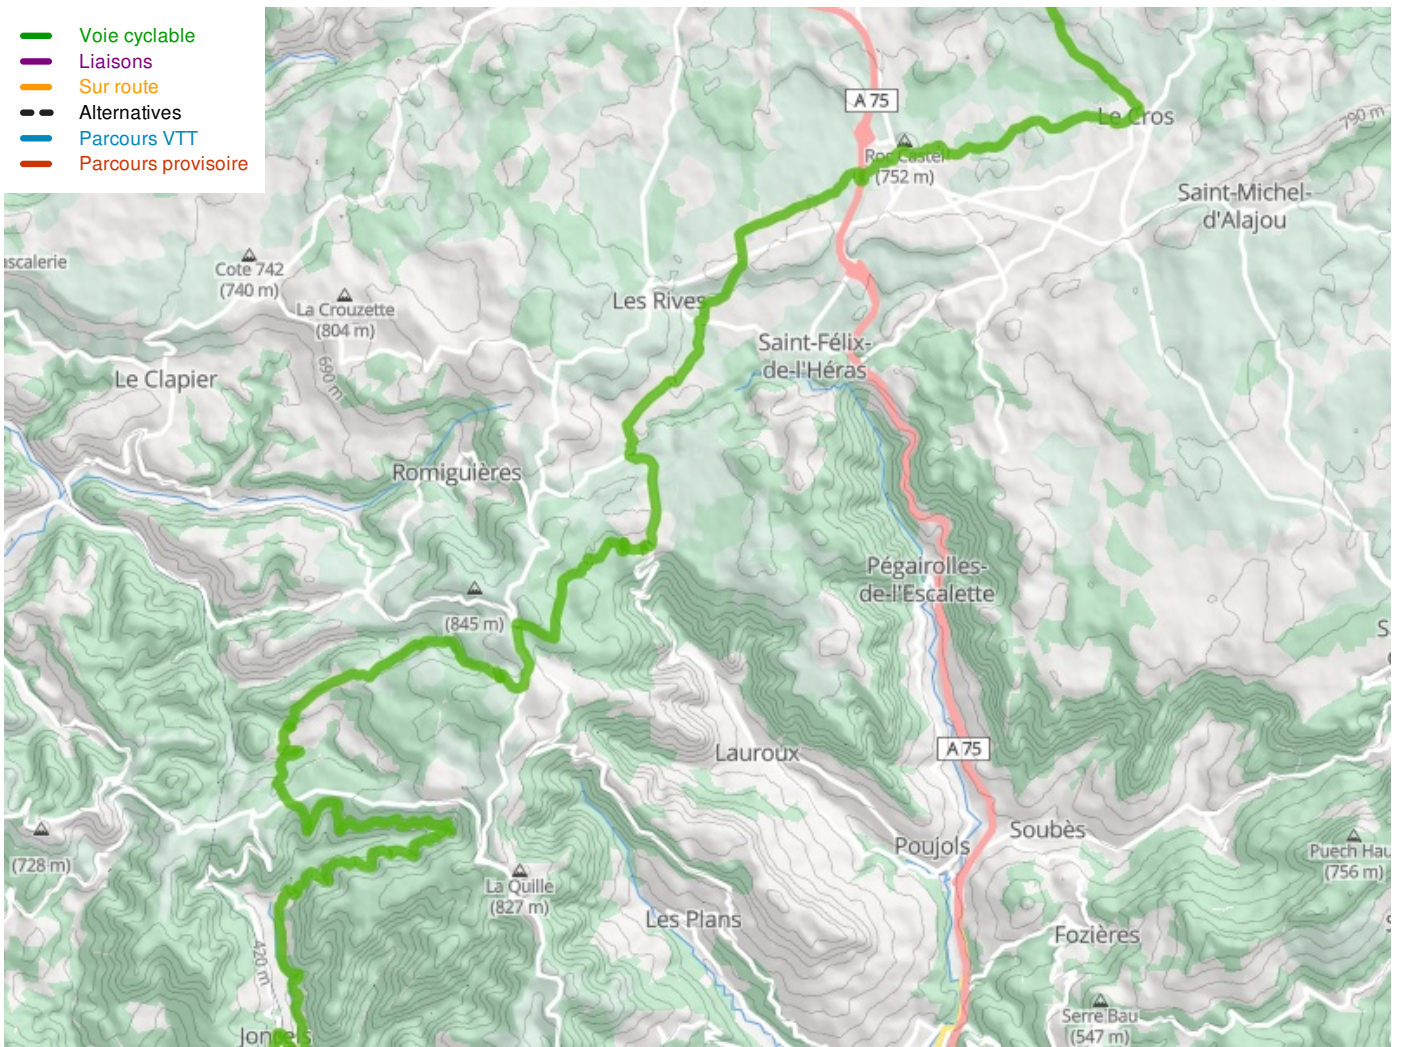 Voie cyclable
Liaisons
Sur route
Alternatives
Parcours VTT
Parcours provisoire
A 75
Le Cros
790 m
Roc Castel
(752 m)
Saint-Michel-
d'Alajou
ascalerie
Cote 742
(740 m)
La Crouzette
(804 m)
Les Rives
Saint-Félix-
de-l'Héras
690 m
Le Clapier
Romiguières
Pégairolles-
de-l'Escalette
(845 m)
S
Lauroux
A 75
Soubès
Poujols
Puech Hau
(756 m)
(728 m)
La Quille
(827 m)
Les Plans
Fozières
420 m
Serre Bau
(547 m)
Joncels